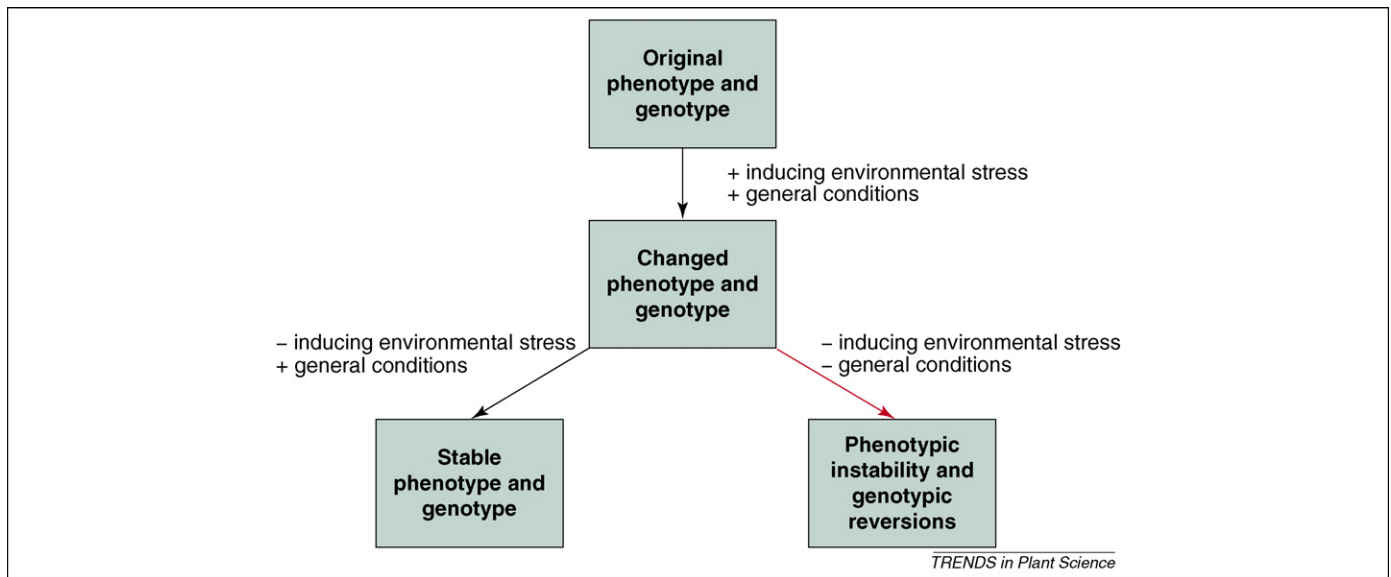 Original
phenotype and
genotype
+ inducing environmental stress
+ general conditions
Changed
phenotype and
genotype
− inducing environmental stress
+ general conditions
− inducing environmental stress
− general conditions
Stable
phenotype and
genotype
Phenotypic
instability and
genotypic
reversions
TRENDS in Plant Science